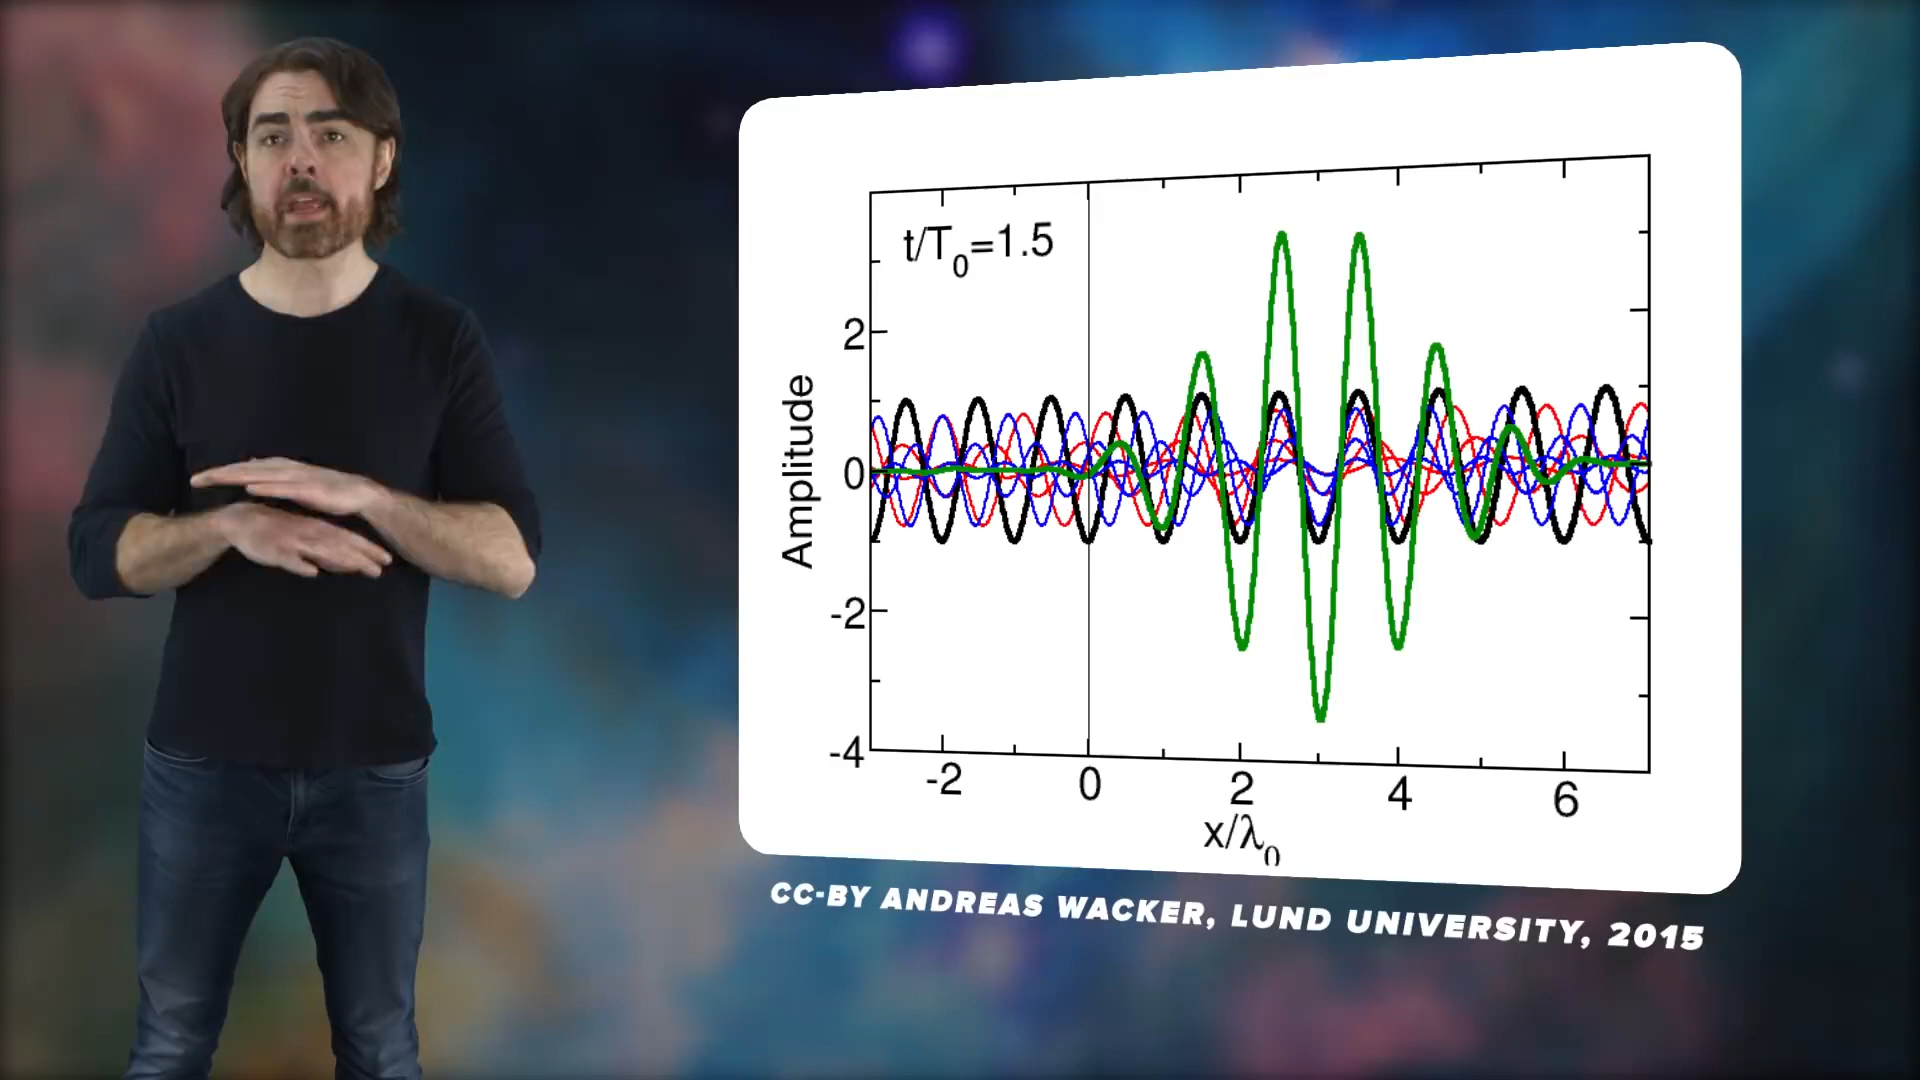 t/T₀=1.5
Amplitude
2
0
-2
-4
-2 0 2 4 6
x/λ₀
CC-BY ANDREAS WACKER, LUND UNIVERSITY, 2015